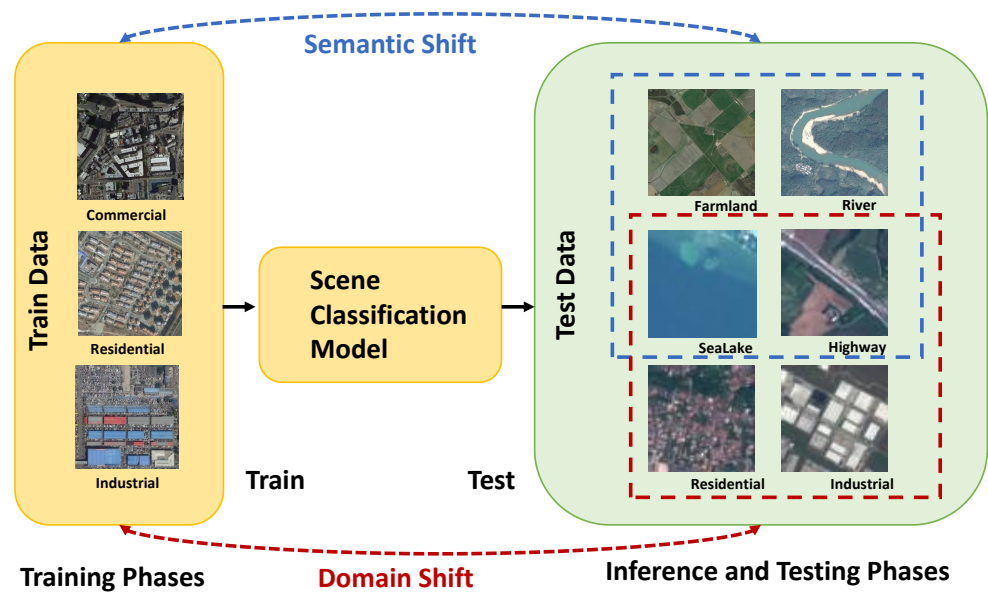 Semantic Shift
Train Data
Commercial
Residential
Industrial
Scene
Classification
Model
Train
Test
Test Data
Farmland
River
SeaLake
Highway
Residential
Industrial
Training Phases
Domain Shift
Inference and Testing Phases